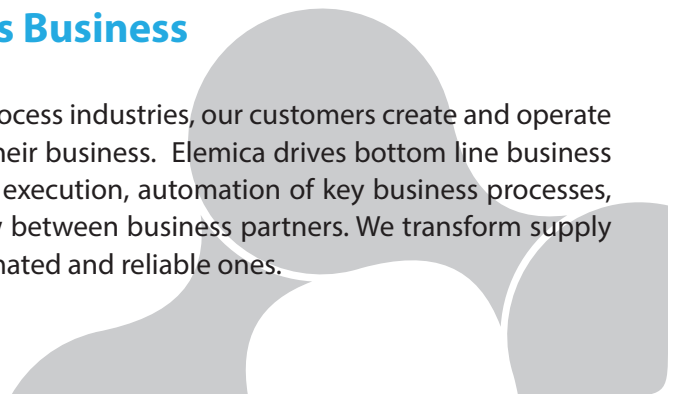 s Business
ocess industries, our customers create and operate
heir business. Elemica drives bottom line business
execution, automation of key business processes,
between business partners. We transform supply
nated and reliable ones.